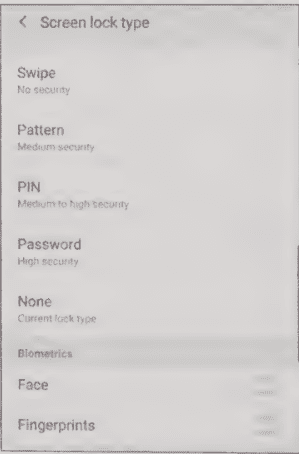 < Screen lock type
Swipe
No security
Pattern
Medium security
PIN
Medium to high security
Password
High security
None
Current lock type
Biometrics
Face
Fingerprints